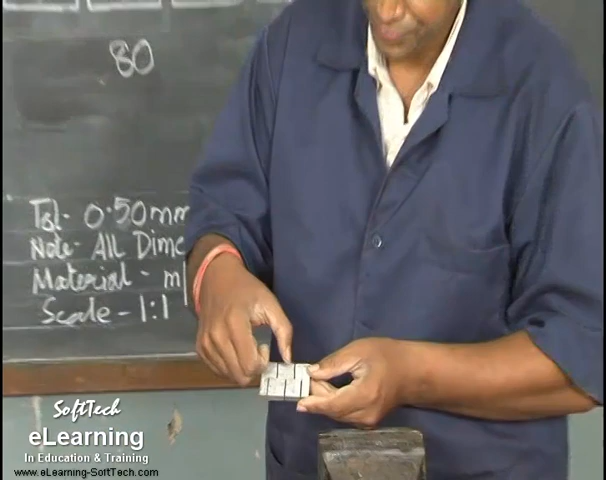 80
Tol- 0.50mm
Note- All Dime
Material - m
Scale - 1:1
SoftTech
eLearning
In Education & Training
www.eLearning-SoftTech.com